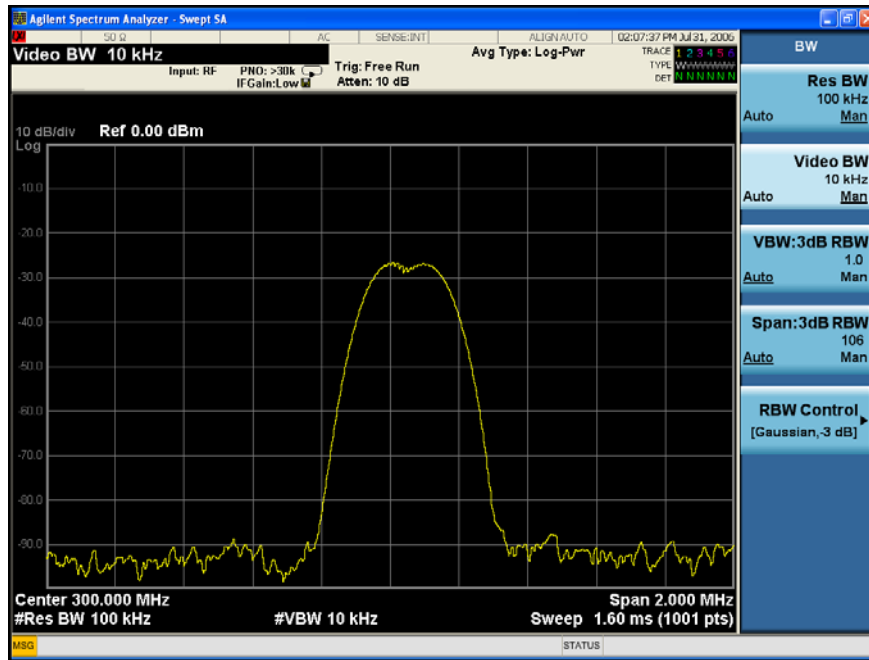 Agilent Spectrum Analyzer - Swept SA
50 Ω AC SENSE:INT ALIGN AUTO 02:07:37 PM Jul 31, 2006
Video BW 10 kHz
Input: RF PNO: >30k IFGain:Low
Trig: Free Run
Atten: 10 dB
Avg Type: Log-Pwr
TRACE 1 2 3 4 5 6
TYPE WWWWWW
DET N N N N N N
10 dB/div Ref 0.00 dBm
Log
-10.0
-20.0
-30.0
-40.0
-50.0
-60.0
-70.0
-80.0
-90.0
Center 300.000 MHz Span 2.000 MHz
#Res BW 100 kHz #VBW 10 kHz Sweep 1.60 ms (1001 pts)
MSG STATUS
BW
Res BW
100 kHz
Auto Man
Video BW
10 kHz
Auto Man
VBW:3dB RBW
1.0
Auto Man
Span:3dB RBW
106
Auto Man
RBW Control
[Gaussian,-3 dB]